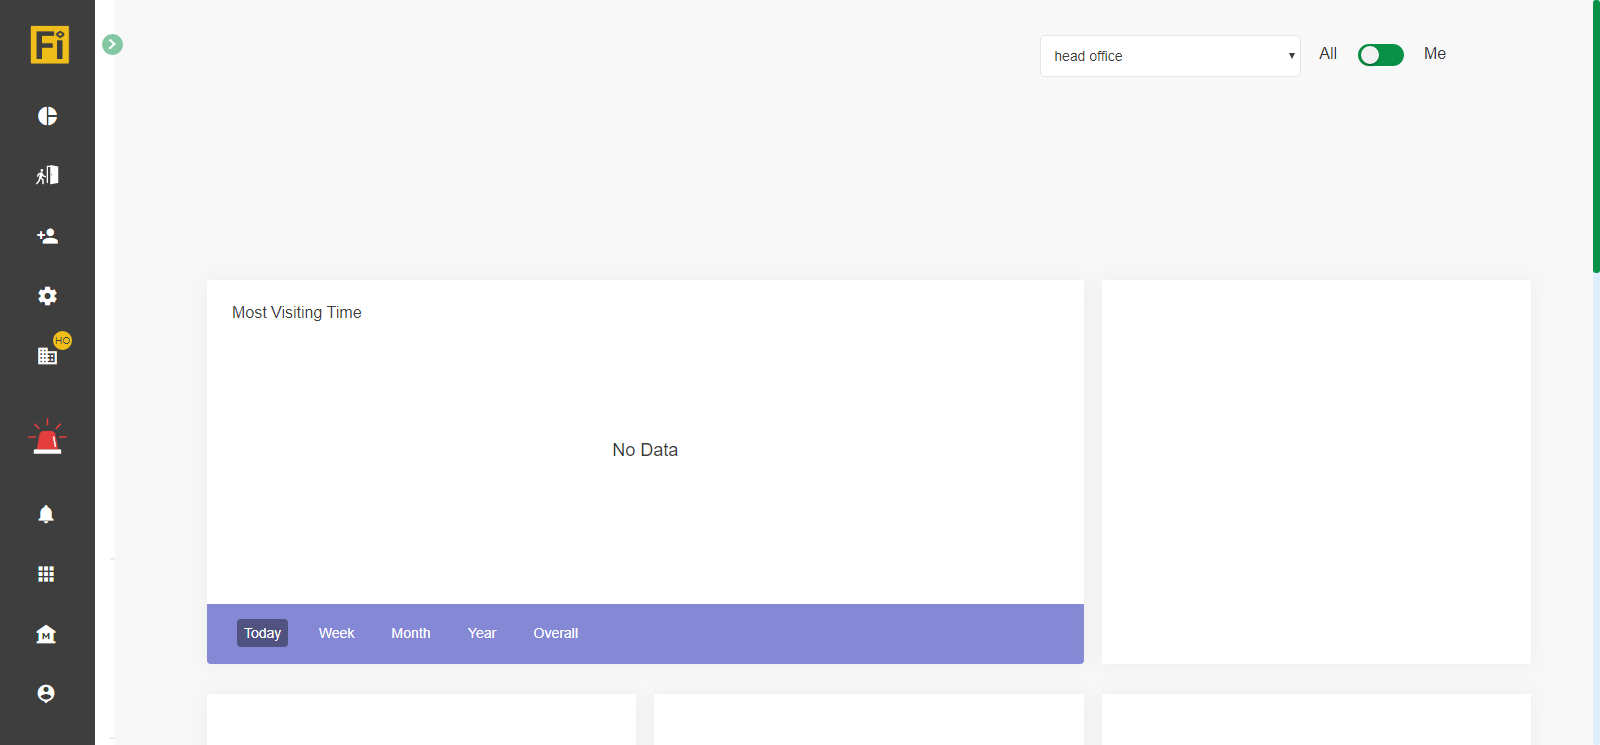 Fi
head office
All
Me
HO
Most Visiting Time
No Data
M
Today Week Month Year Overall